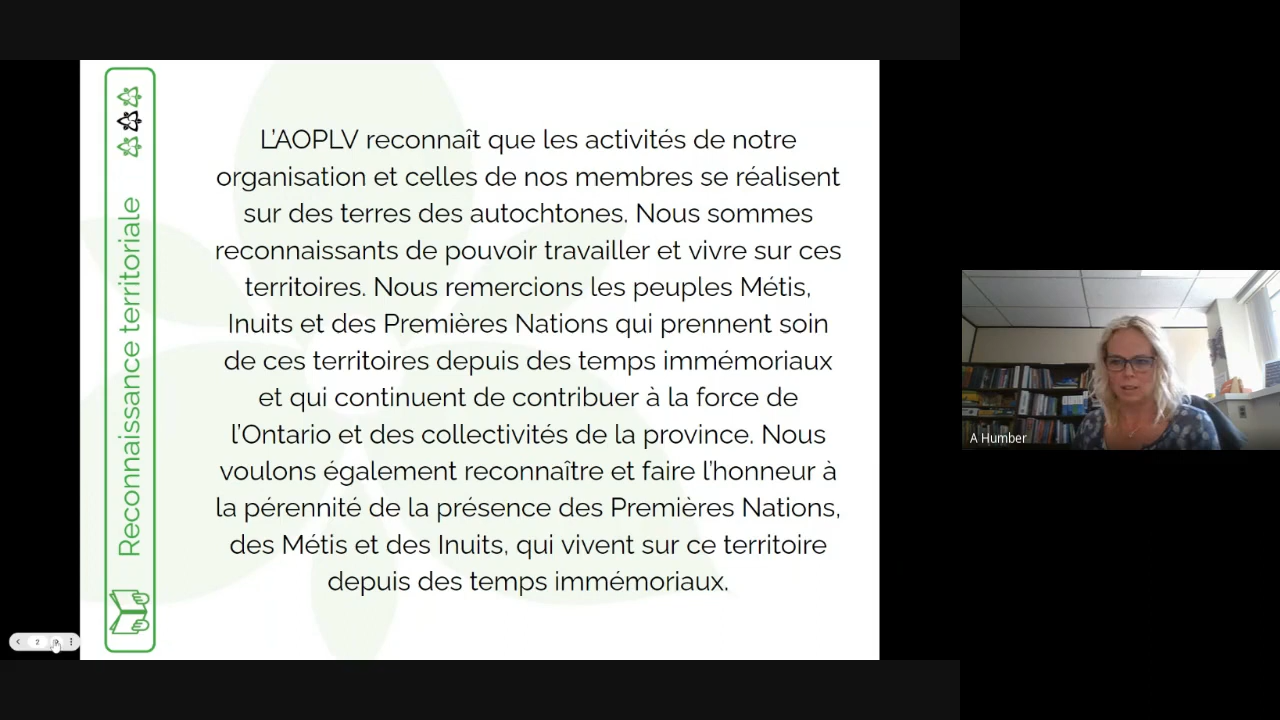 Reconnaissance territoriale
L'AOPLV reconnaît que les activités de notre
organisation et celles de nos membres se réalisent
sur des terres des autochtones. Nous sommes
reconnaissants de pouvoir travailler et vivre sur ces
territoires. Nous remercions les peuples Métis,
Inuits et des Premières Nations qui prennent soin
de ces territoires depuis des temps immémoriaux
et qui continuent de contribuer à la force de
l'Ontario et des collectivités de la province. Nous
voulons également reconnaître et faire l'honneur à
la pérennité de la présence des Premières Nations,
des Métis et des Inuits, qui vivent sur ce territoire
depuis des temps immémoriaux.
2
A Humber